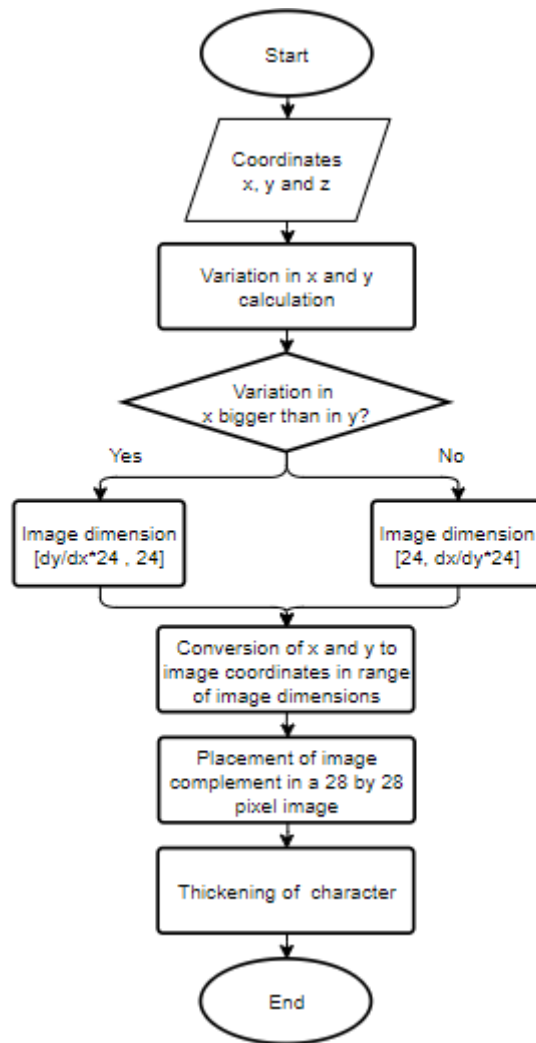 Start
Coordinates
x, y and z
Variation in x and y
calculation
Variation in
x bigger than in y?
Yes
No
Image dimension
[dy/dx*24 , 24]
Image dimension
[24, dx/dy*24]
Conversion of x and y to
image coordinates in range
of image dimensions
Placement of image
complement in a 28 by 28
pixel image
Thickening of character
End